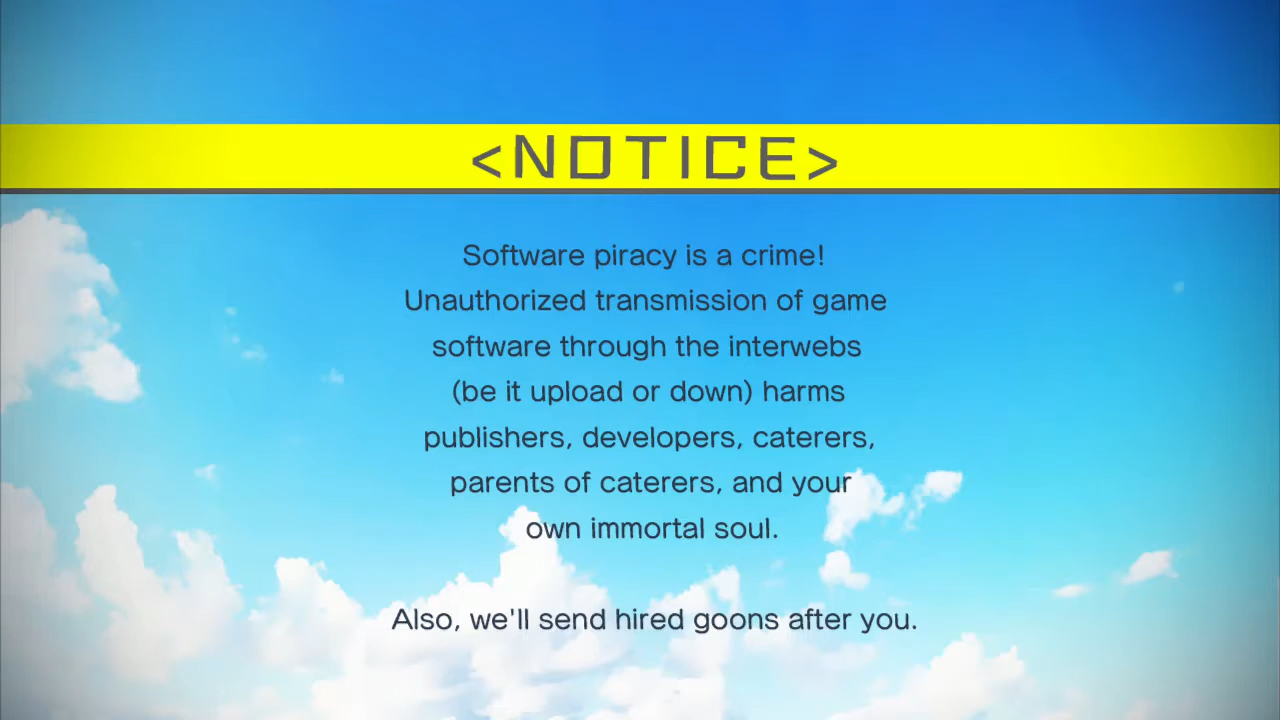 <NOTICE>
Software piracy is a crime!
Unauthorized transmission of game
software through the interwebs
(be it upload or down) harms
publishers, developers, caterers,
parents of caterers, and your
own immortal soul.
Also, we'll send hired goons after you.